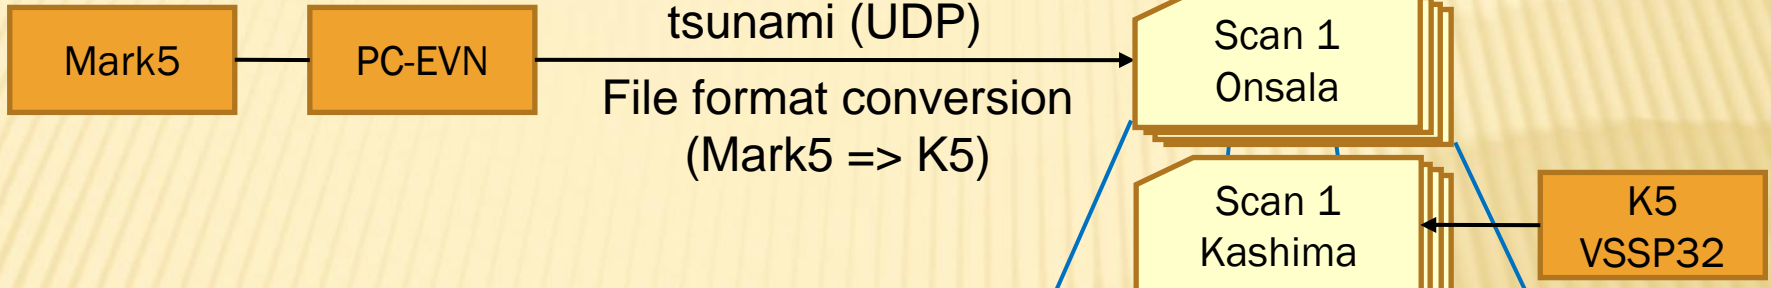 Mark5
PC-EVN
tsunami (UDP)
File format conversion
(Mark5 => K5)
Scan 1
Onsala
Scan 1
Kashima
K5
VSSP32